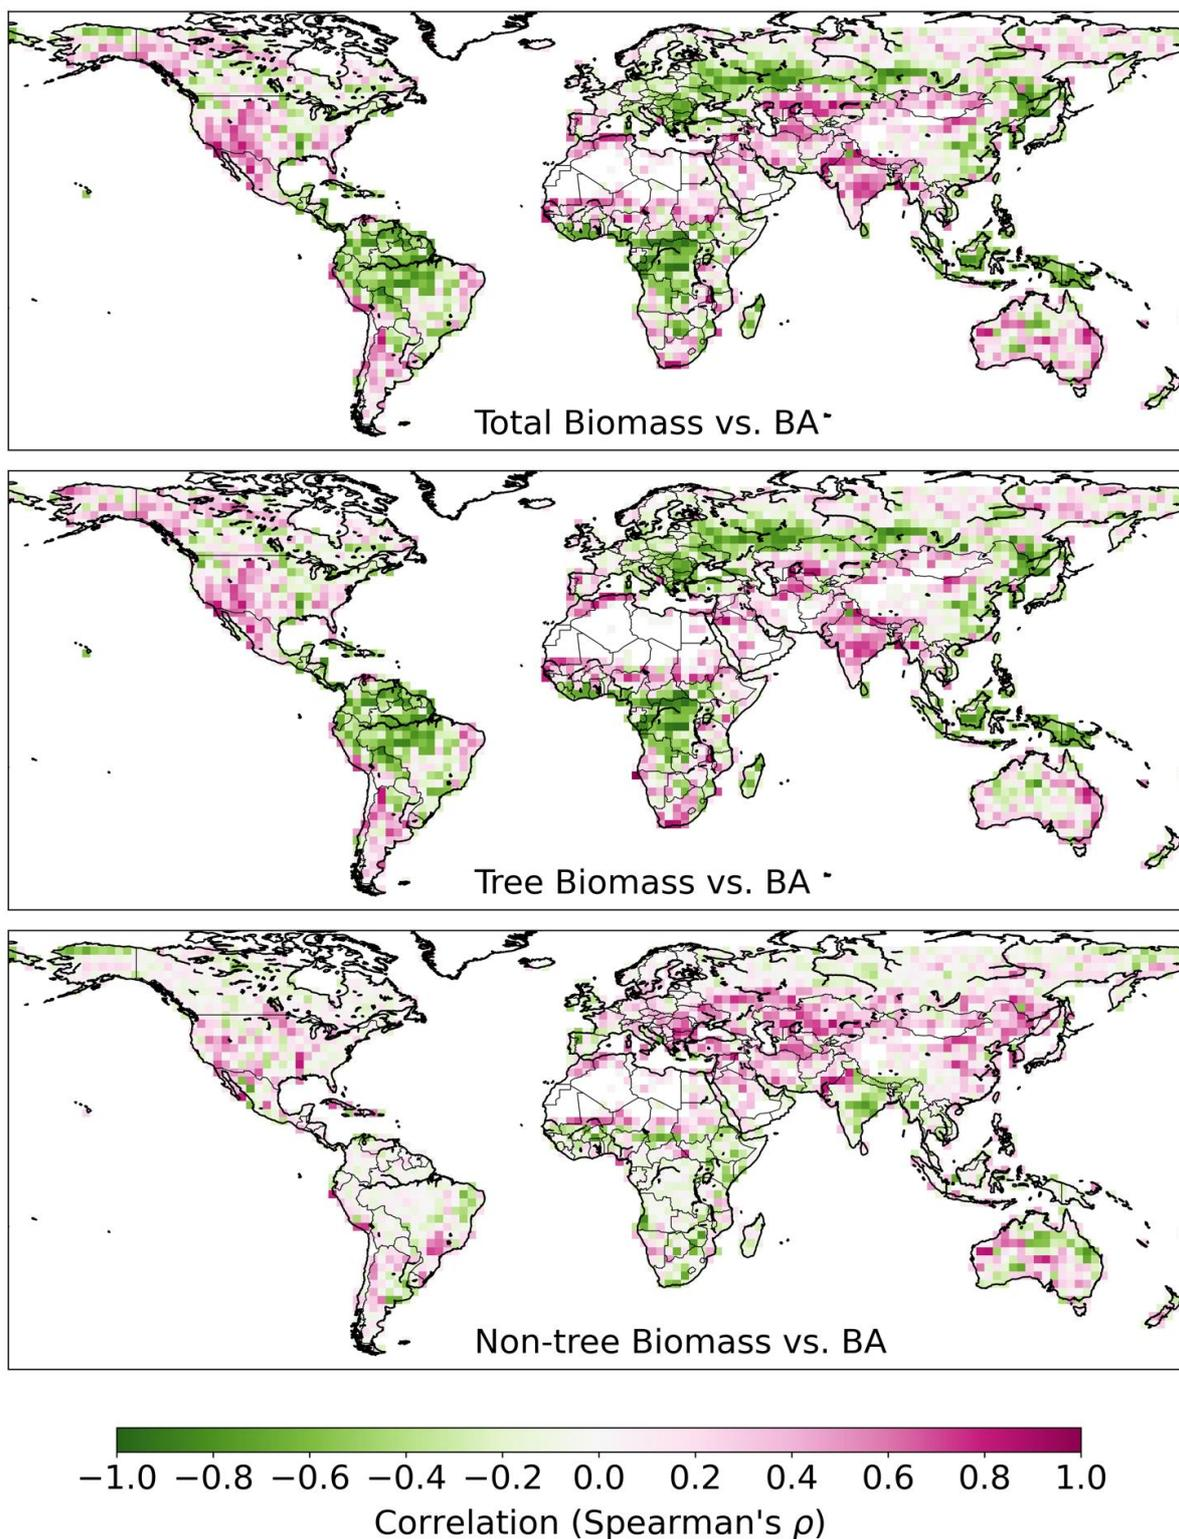 Total Biomass vs. BA
Tree Biomass vs. BA
Non-tree Biomass vs. BA
−1.0 −0.8 −0.6 −0.4 −0.2 0.0 0.2 0.4 0.6 0.8 1.0
Correlation (Spearman's ρ)